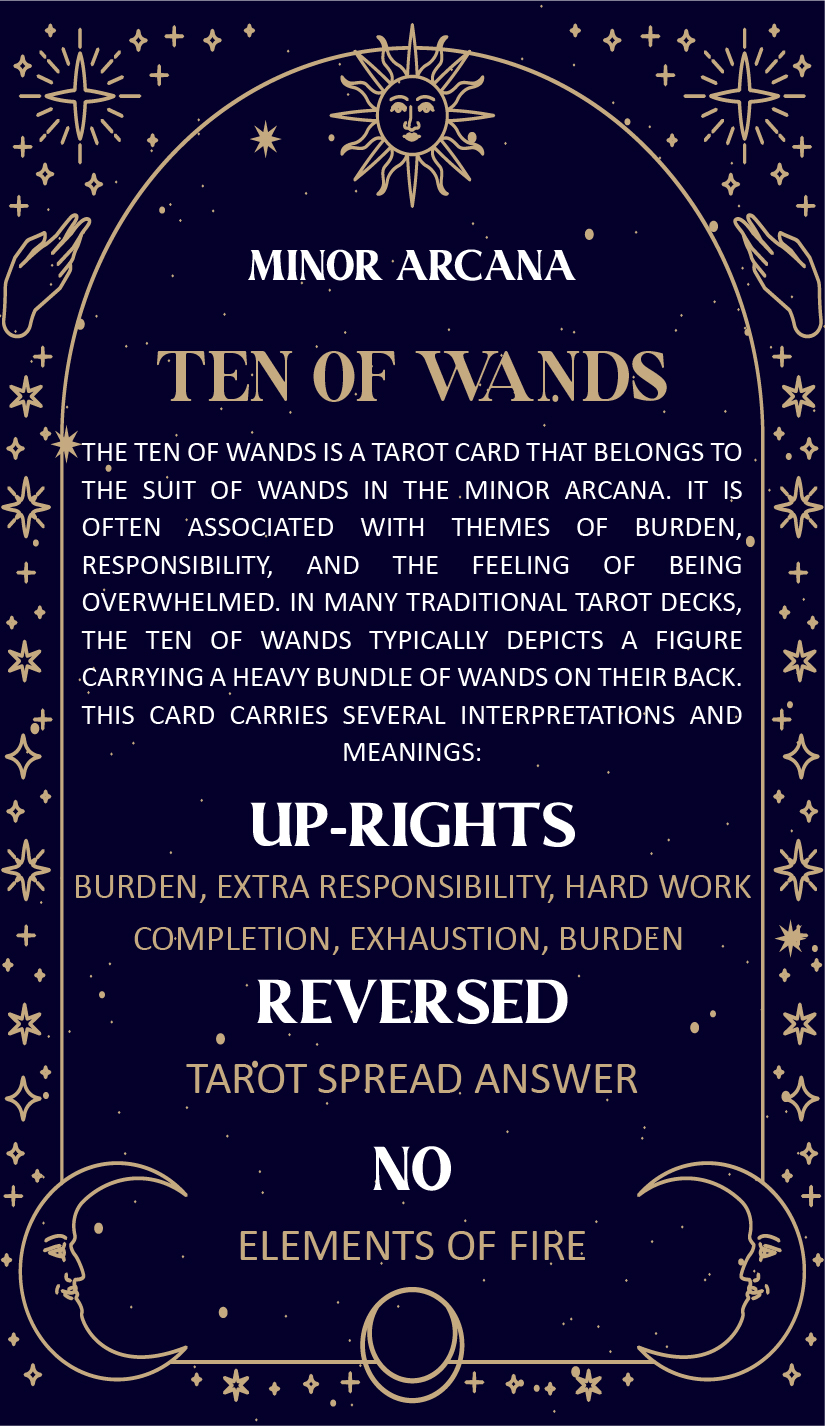 MINOR ARCANA
TEN OF WANDS
THE TEN OF WANDS IS A TAROT CARD THAT BELONGS TO
THE SUIT OF WANDS IN THE MINOR ARCANA. IT IS
OFTEN ASSOCIATED WITH THEMES OF BURDEN,
RESPONSIBILITY, AND THE FEELING OF BEING
OVERWHELMED. IN MANY TRADITIONAL TAROT DECKS,
THE TEN OF WANDS TYPICALLY DEPICTS A FIGURE
CARRYING A HEAVY BUNDLE OF WANDS ON THEIR BACK.
THIS CARD CARRIES SEVERAL INTERPRETATIONS AND
MEANINGS:
UP-RIGHTS
BURDEN, EXTRA RESPONSIBILITY, HARD WORK
COMPLETION, EXHAUSTION, BURDEN
REVERSED
TAROT SPREAD ANSWER
NO
ELEMENTS OF FIRE